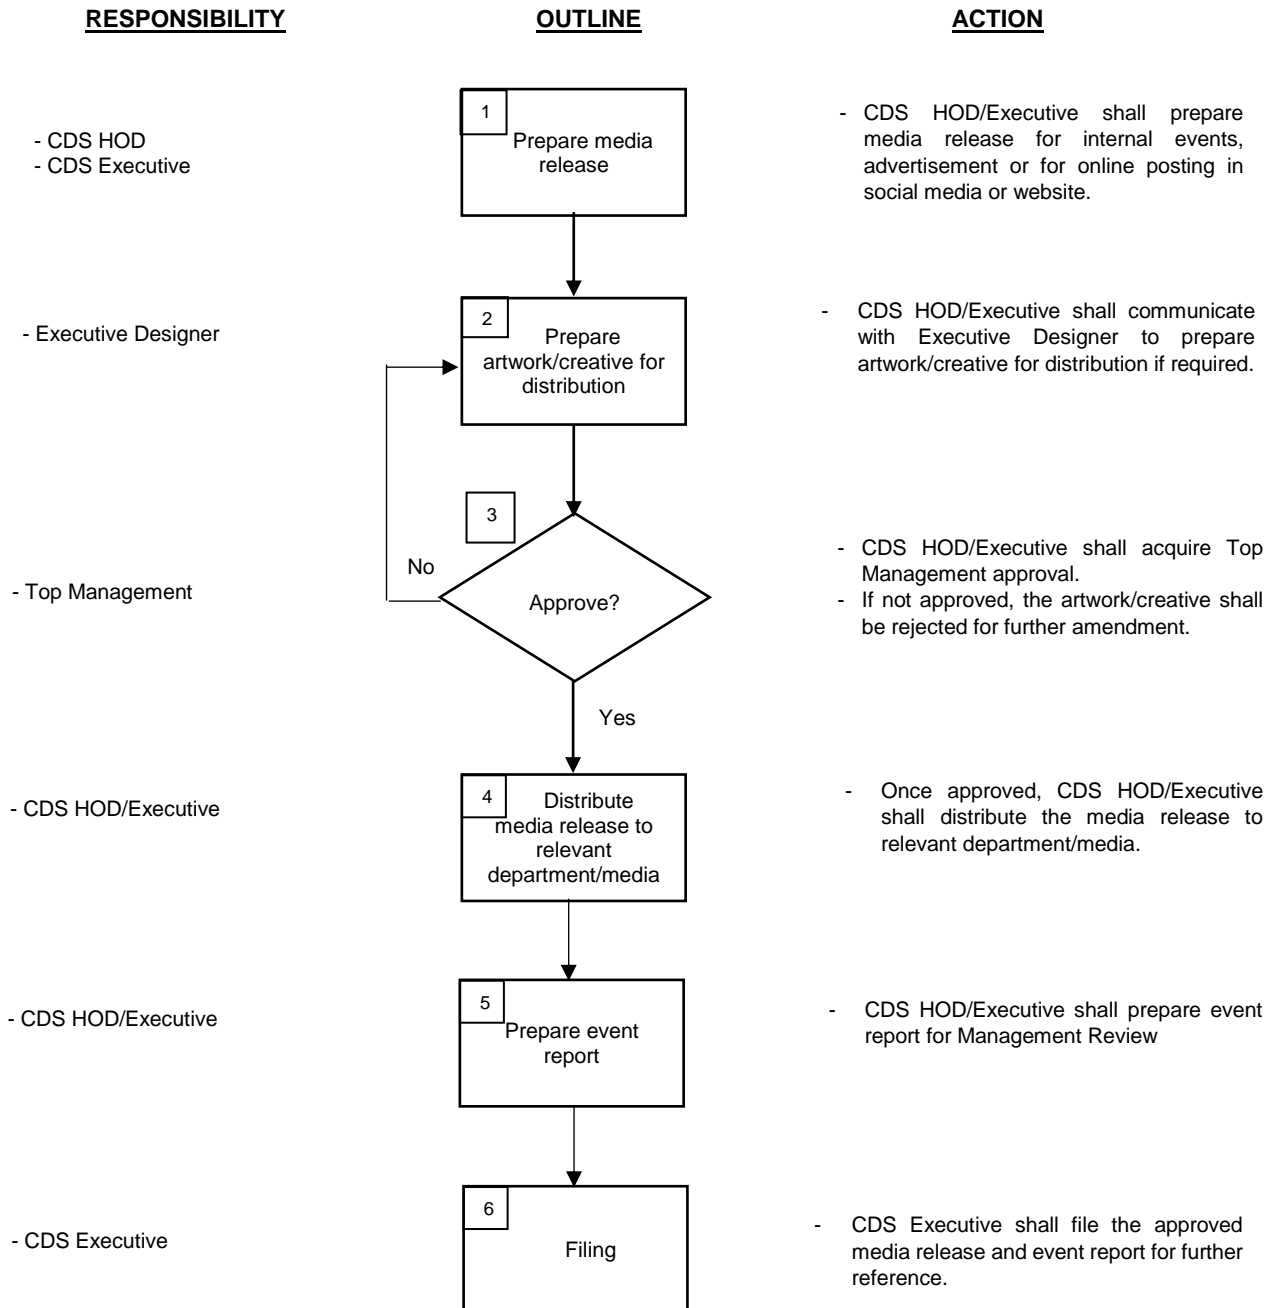 RESPONSIBILITY OUTLINE ACTION
- CDS HOD
- CDS Executive
1
Prepare media
release
- CDS HOD/Executive shall prepare
media release for internal events,
advertisement or for online posting in
social media or website.
- Executive Designer
2
Prepare
artwork/creative for
distribution
- CDS HOD/Executive shall communicate
with Executive Designer to prepare
artwork/creative for distribution if required.
- Top Management
3
No
Approve?
Yes
- CDS HOD/Executive shall acquire Top
Management approval.
- If not approved, the artwork/creative shall
be rejected for further amendment.
- CDS HOD/Executive
4
Distribute
media release to
relevant
department/media
- Once approved, CDS HOD/Executive
shall distribute the media release to
relevant department/media.
- CDS HOD/Executive
5
Prepare event
report
- CDS HOD/Executive shall prepare event
report for Management Review
- CDS Executive
6
Filing
- CDS Executive shall file the approved
media release and event report for further
reference.